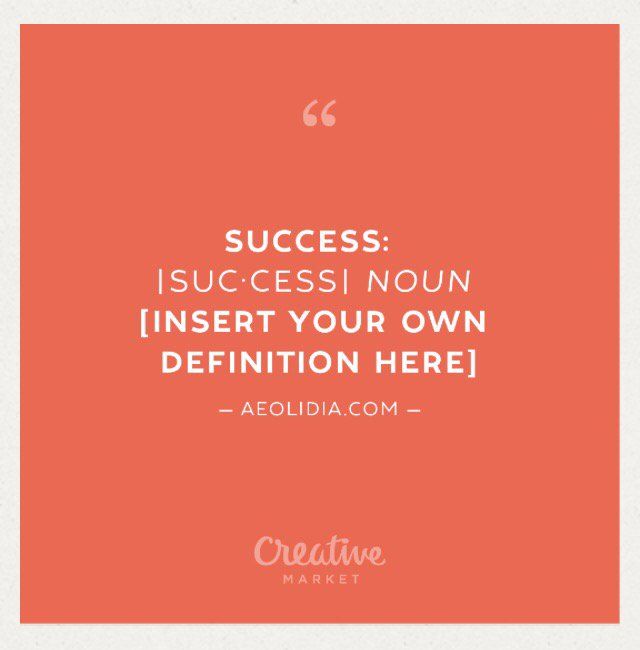 “
SUCCESS:
|SUC·CESS| NOUN
[INSERT YOUR OWN
DEFINITION HERE]
— AEOLIDIA.COM —
Creative
MARKET